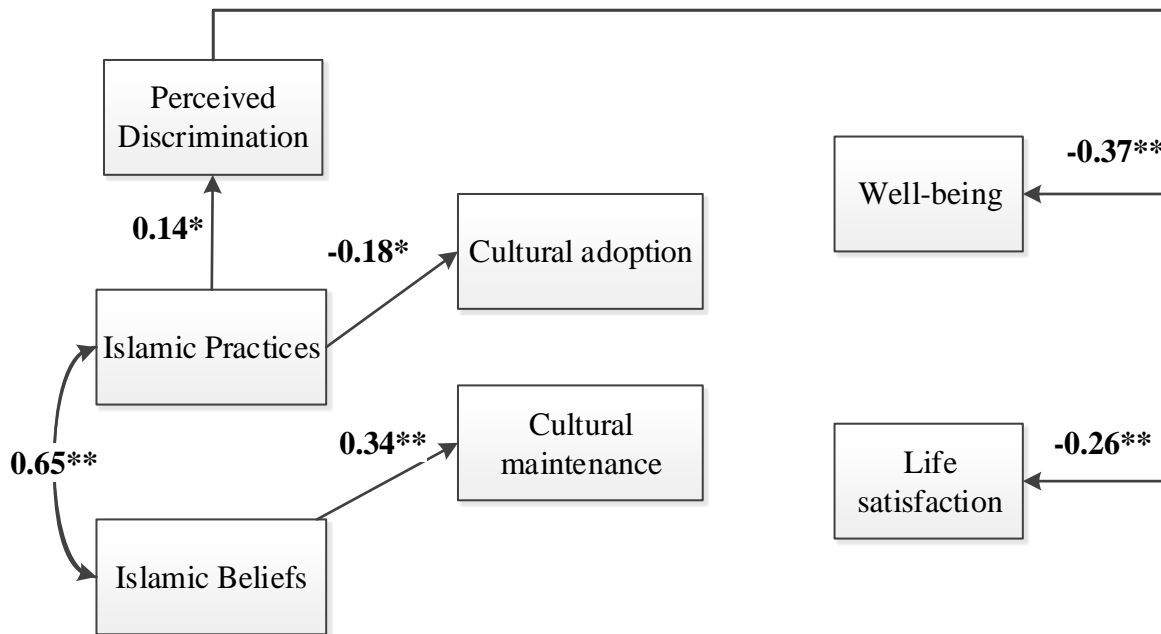 Perceived
Discrimination
Well-being
-0.37**
0.14*
-0.18*
Cultural adoption
Islamic Practices
0.65**
0.34**
Cultural
maintenance
Life
satisfaction
-0.26**
Islamic Beliefs